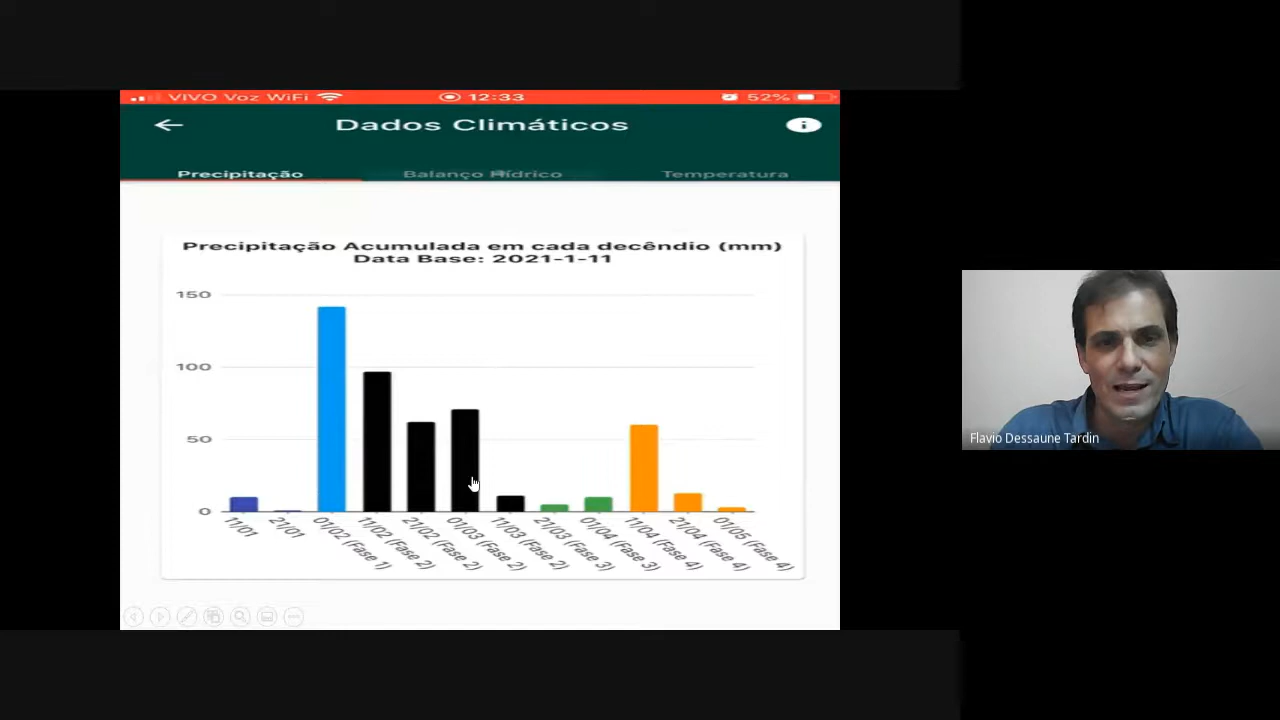 VIVO Voz WiFi 12:33 52%
Dados Climáticos
Precipitação Balanço Hídrico Temperatura
Precipitação Acumulada em cada decêndio (mm)
Data Base: 2021-1-11
150
100
50
0
11/01
21/01
01/02 (Fase 1)
11/02 (Fase 2)
21/02 (Fase 2)
01/03 (Fase 2)
11/03 (Fase 2)
21/03 (Fase 3)
01/04 (Fase 3)
11/04 (Fase 4)
21/04 (Fase 4)
01/05 (Fase 4)
Flavio Dessaune Tardin